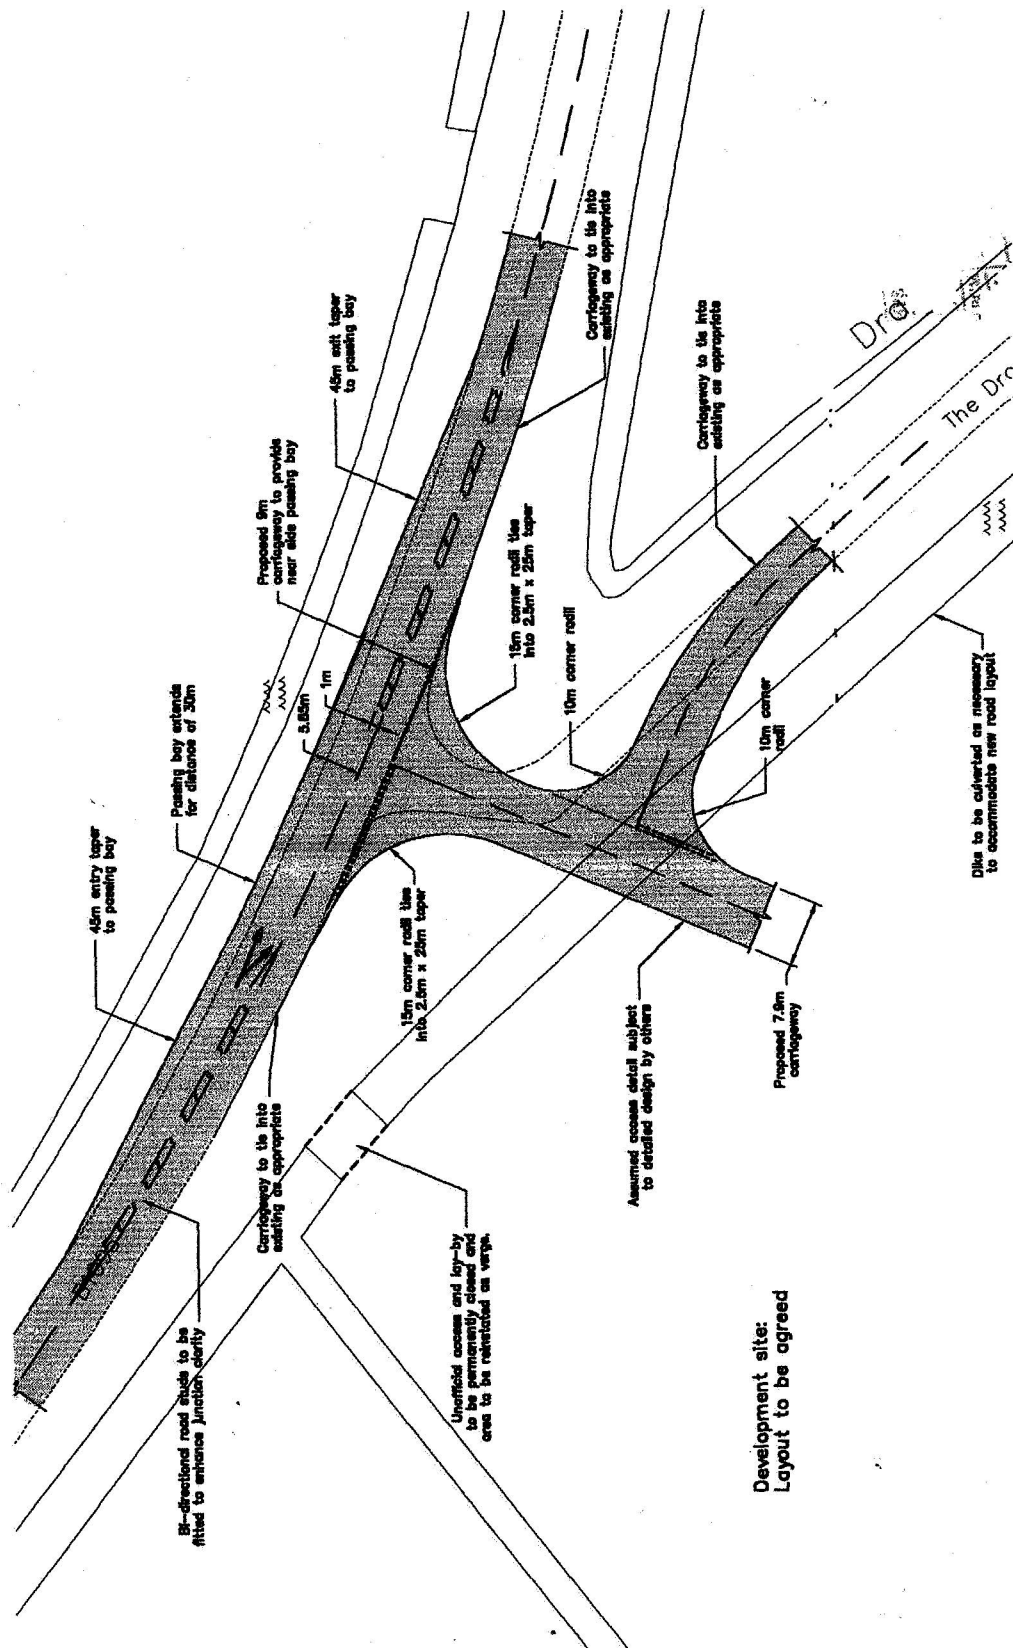 45m entry taper
to passing bay
Passing bay extends
for distance of 30m
5.85m
1m
Proposed 9m
carriageway to provide
near side passing bay
45m exit taper
to passing bay
Bi-directional road studs to be
fitted to enhance junction clarity
Carriageway to tie into
existing as appropriate
15m corner radii ties
into 2.5m x 25m taper
15m corner radii ties
into 2.5m x 25m taper
10m corner radii
Carriageway to tie into
existing as appropriate
Carriageway to tie into
existing as appropriate
Unofficial access and lay-by
to be permanently closed and
area to be reinstated as verge.
Assumed access detail subject
to detailed design by others
Proposed 7.9m
carriageway
10m corner
radii
Dro
The Dro
Dike to be culverted as necessary
to accommodate new road layout
Development site:
Layout to be agreed